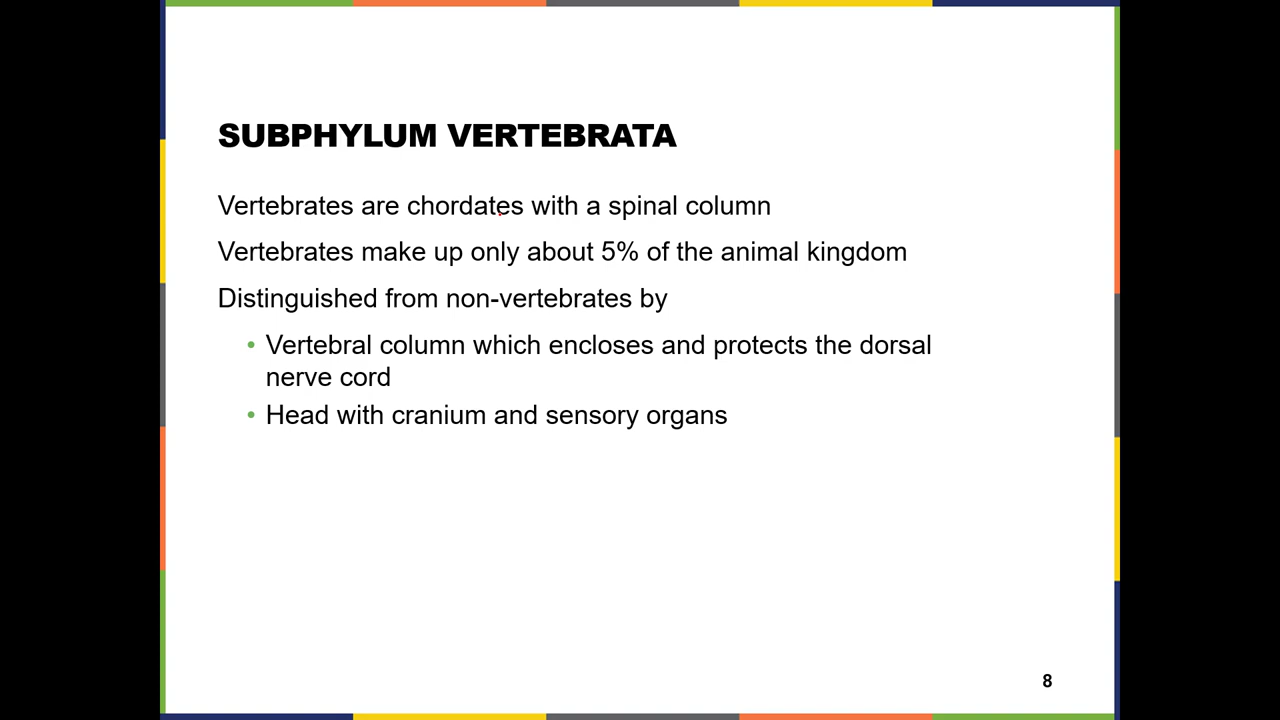 SUBPHYLUM VERTEBRATA
Vertebrates are chordates with a spinal column
Vertebrates make up only about 5% of the animal kingdom
Distinguished from non-vertebrates by
• Vertebral column which encloses and protects the dorsal
nerve cord
• Head with cranium and sensory organs
8